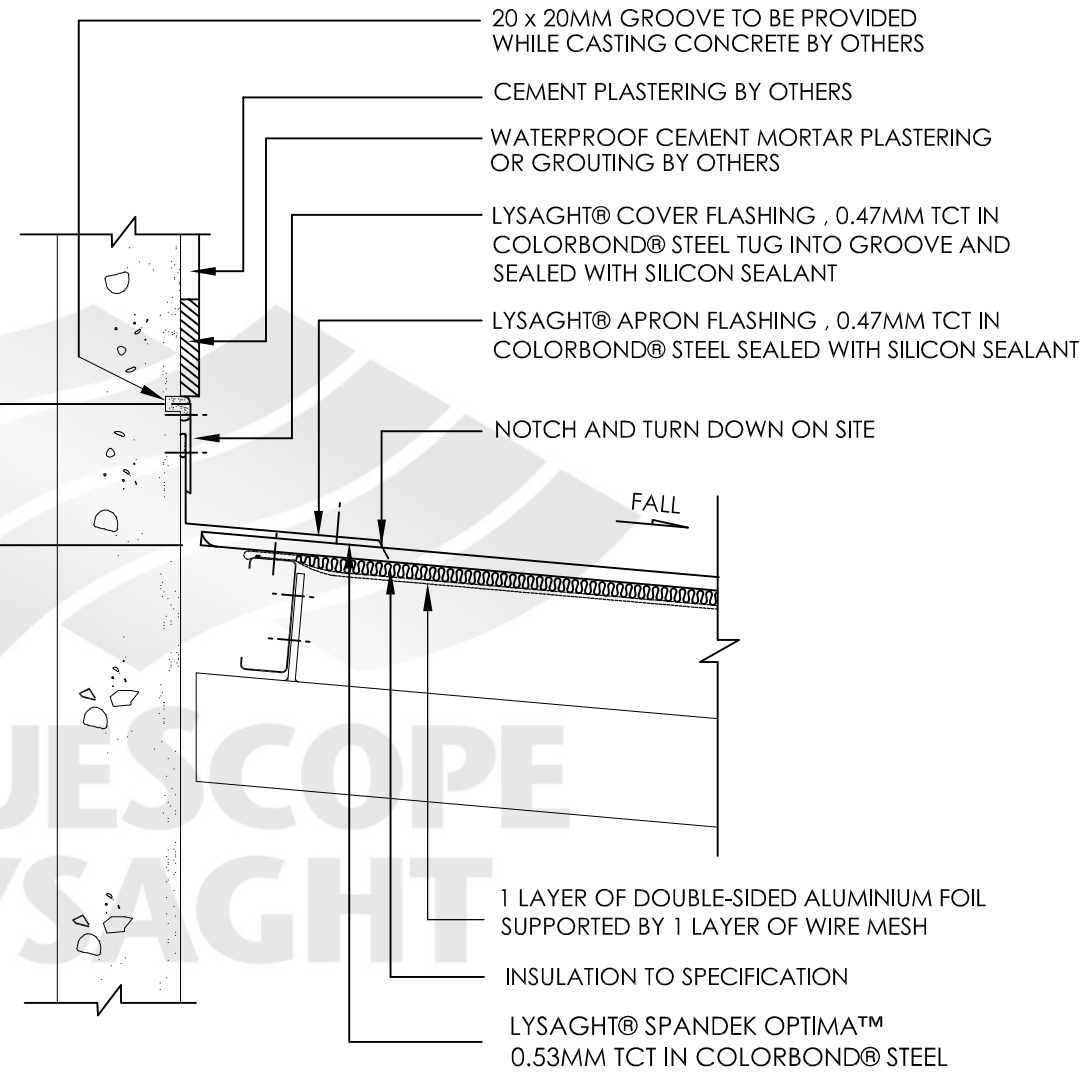 20 x 20MM GROOVE TO BE PROVIDED
WHILE CASTING CONCRETE BY OTHERS
CEMENT PLASTERING BY OTHERS
WATERPROOF CEMENT MORTAR PLASTERING
OR GROUTING BY OTHERS
LYSAGHT® COVER FLASHING , 0.47MM TCT IN
COLORBOND® STEEL TUG INTO GROOVE AND
SEALED WITH SILICON SEALANT
LYSAGHT® APRON FLASHING , 0.47MM TCT IN
COLORBOND® STEEL SEALED WITH SILICON SEALANT
NOTCH AND TURN DOWN ON SITE
FALL
UESCOPE
YSAGHT
1 LAYER OF DOUBLE-SIDED ALUMINIUM FOIL
SUPPORTED BY 1 LAYER OF WIRE MESH
INSULATION TO SPECIFICATION
LYSAGHT® SPANDEK OPTIMA™
0.53MM TCT IN COLORBOND® STEEL